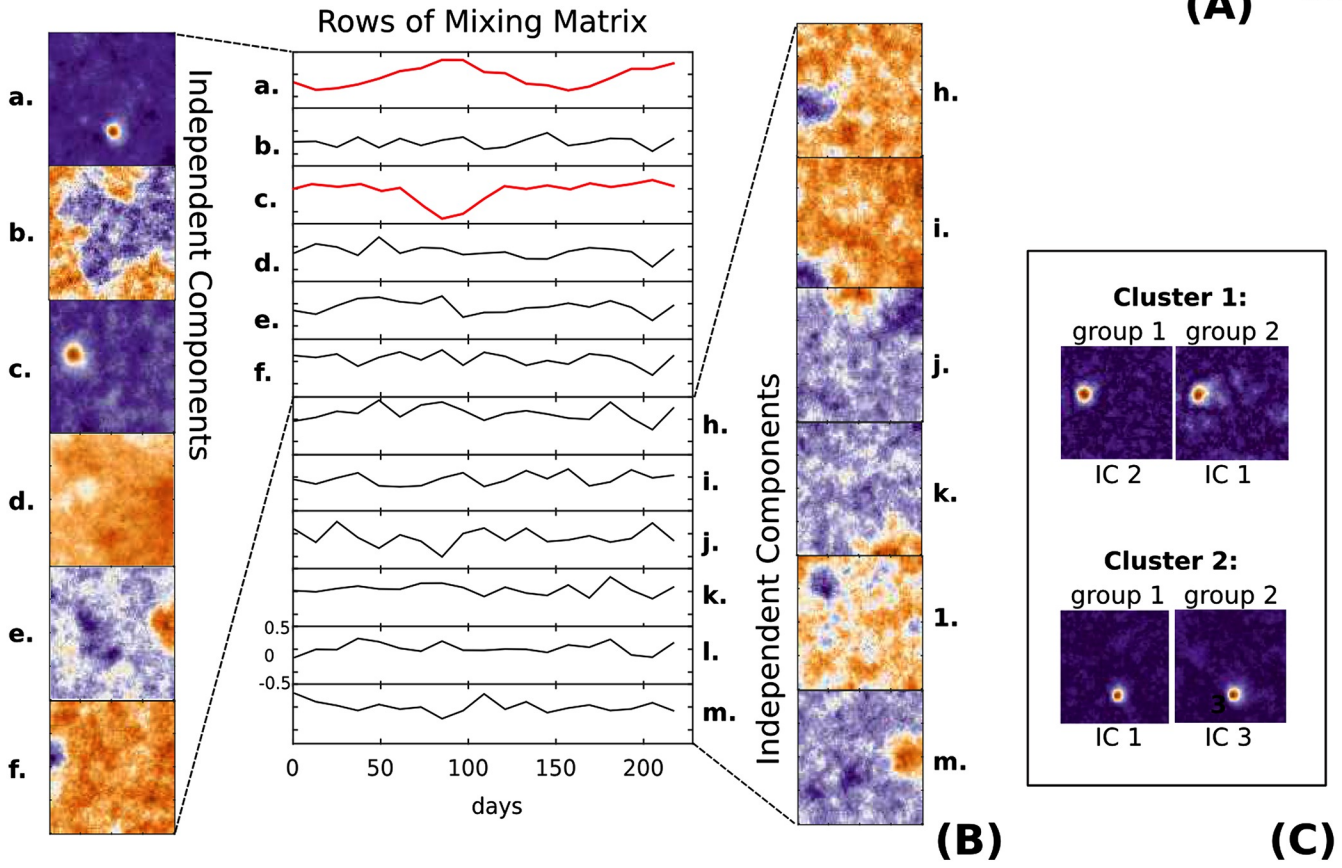 (A)
Rows of Mixing Matrix
a.
b.
c.
d.
e.
f.
Independent Components
a.
b.
c.
d.
e.
f.
h.
i.
j.
k.
l.
m.
0.5
0
-0.5
0 50 100 150 200
days
Independent Components
h.
i.
j.
k.
1.
m.
(B)
Cluster 1:
group 1 group 2
IC 2 IC 1
Cluster 2:
group 1 group 2
3
IC 1 IC 3
(C)